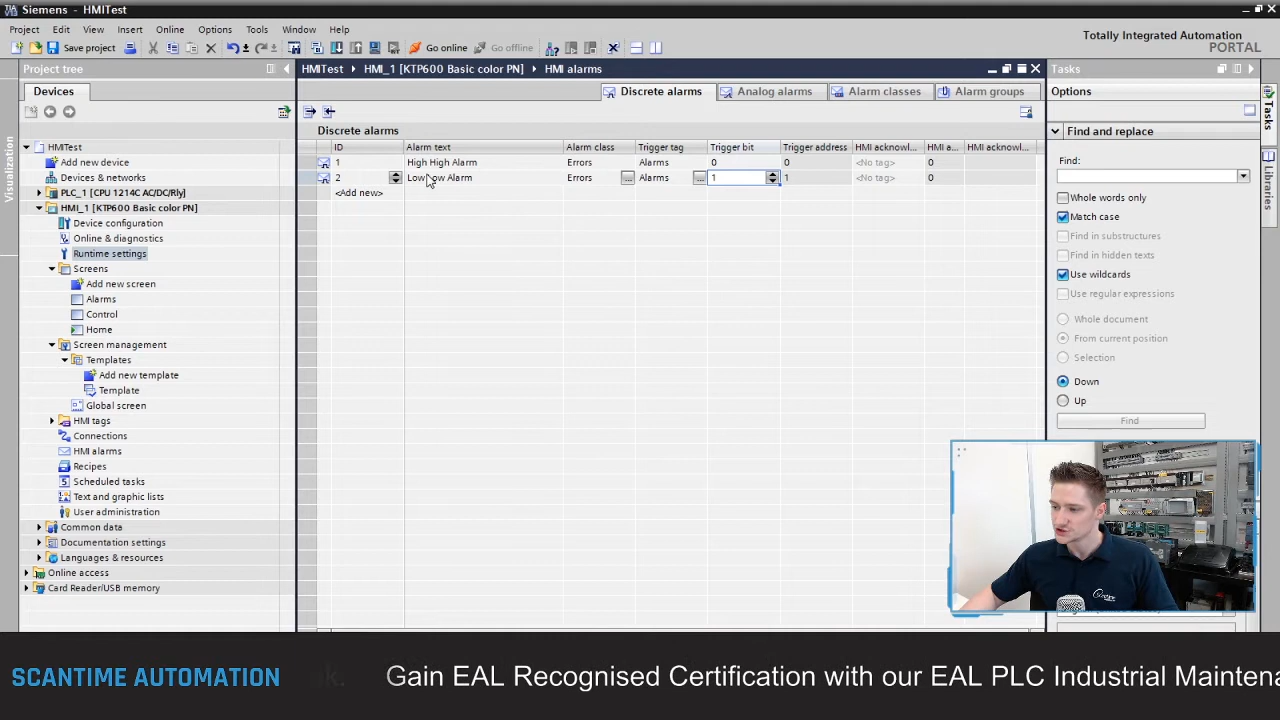 Siemens - HMITest
Project Edit View Insert Online Options Tools Window Help
Totally Integrated Automation
PORTAL
Save project
Go online
Go offline
Project tree
HMITest HMI_1 [KTP600 Basic color PN] HMI alarms
Tasks
Devices
Discrete alarms
Analog alarms
Alarm classes
Alarm groups
Options
Discrete alarms
Find and replace
ID Alarm text Alarm class Trigger tag Trigger bit Trigger address HMI acknowl.. HMI a... HMI acknowl..
1 High High Alarm Errors Alarms 0 0 <No tag> 0
2 Low Low Alarm Errors ... Alarms ... 1 1 <No tag> 0
<Add new>
HMITest
Add new device
Devices & networks
PLC_1 [CPU 1214C AC/DC/Rly]
HMI_1 [KTP600 Basic color PN]
Device configuration
Online & diagnostics
Runtime settings
Screens
Add new screen
Alarms
Control
Home
Screen management
Templates
Add new template
Template
Global screen
HMI tags
Connections
HMI alarms
Recipes
Scheduled tasks
Text and graphic lists
User administration
Common data
Documentation settings
Languages & resources
Online access
Card Reader/USB memory
Find:
Whole words only
Match case
Find in substructures
Find in hidden texts
Use wildcards
Use regular expressions
Whole document
From current position
Selection
Down
Up
Find
Visualization
Tasks
Libraries
SCANTIME AUTOMATION
k. Gain EAL Recognised Certification with our EAL PLC Industrial Maintena